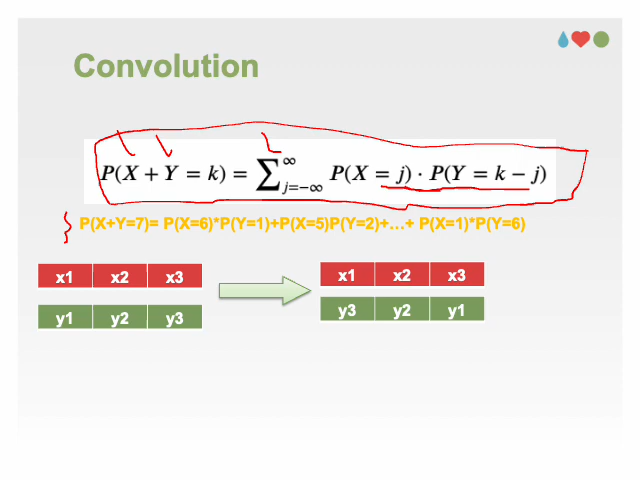 Convolution
P(X + Y = k) = ∑_{j=−∞}^{∞} P(X = j) · P(Y = k − j)
P(X+Y=7)= P(X=6)*P(Y=1)+P(X=5)P(Y=2)+…+ P(X=1)*P(Y=6)
x1 x2 x3
y1 y2 y3
x1 x2 x3
y3 y2 y1